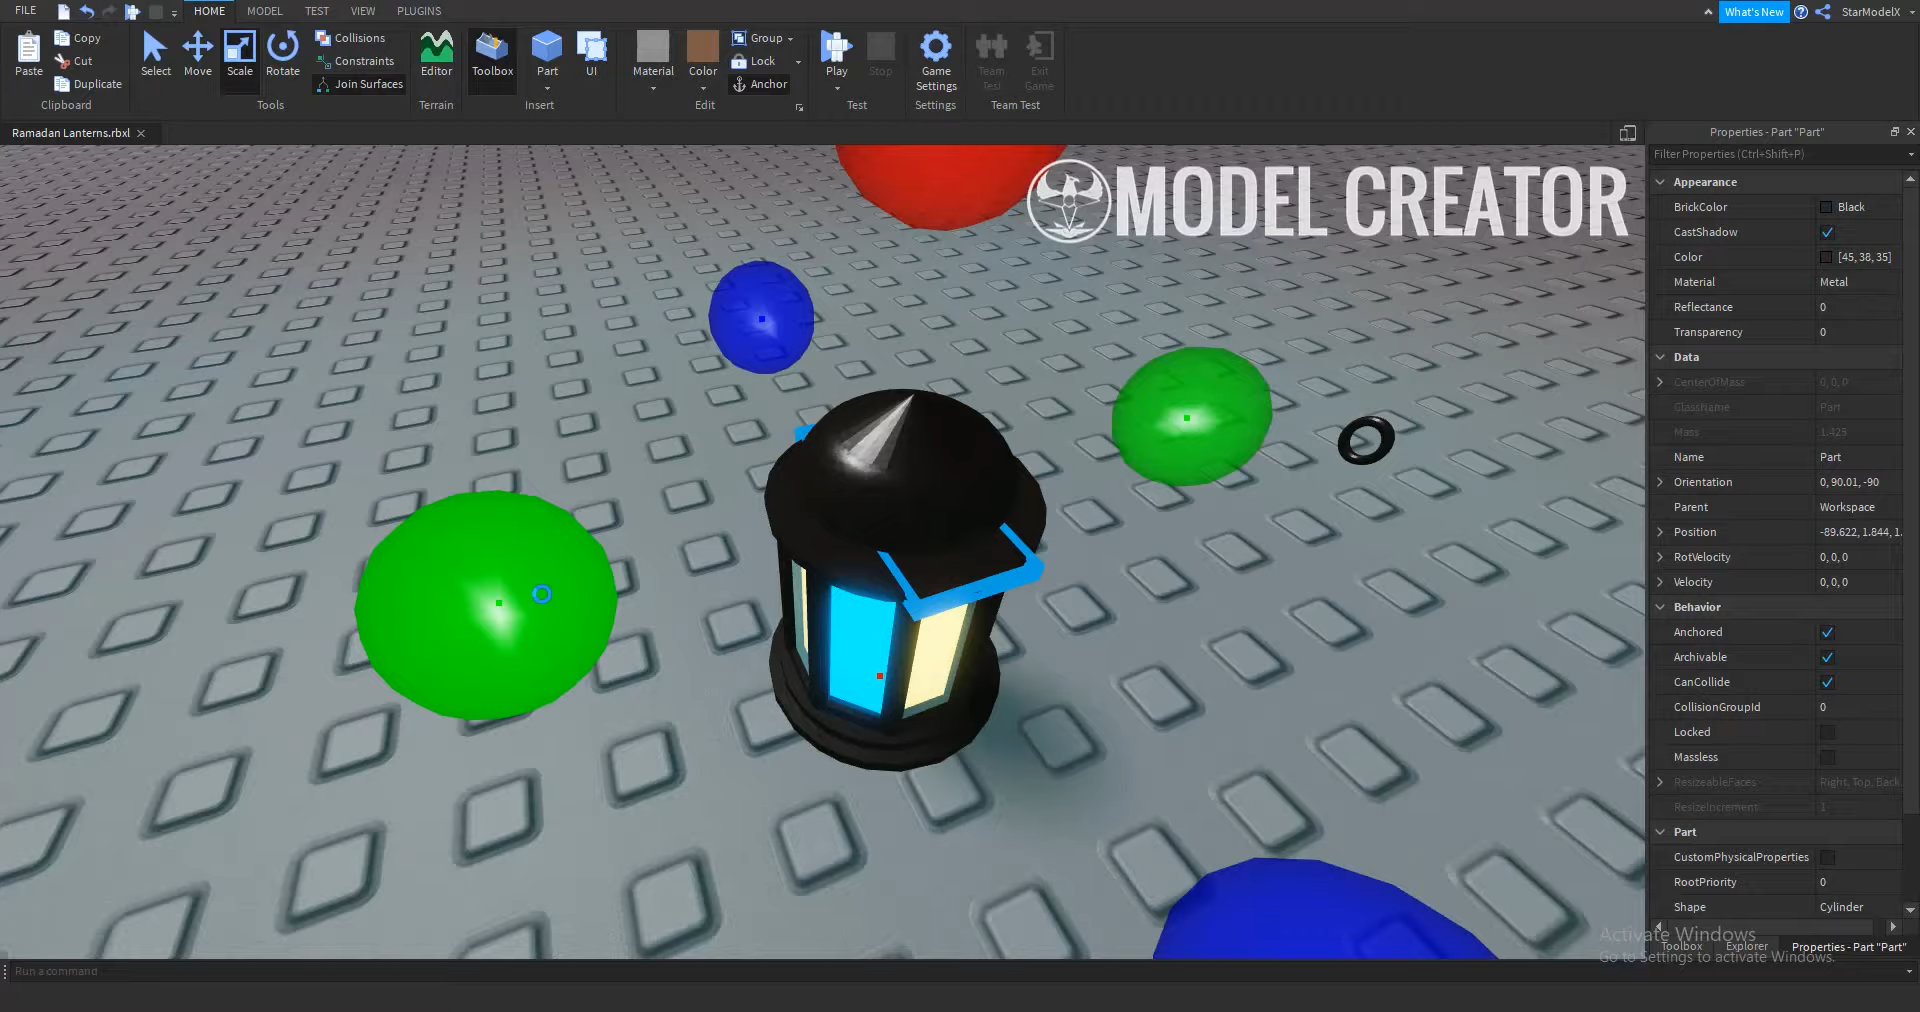 FILE HOME MODEL TEST VIEW PLUGINS What's New StarModelX
Paste Copy Cut Duplicate Clipboard
Select Move Scale Rotate Collisions Constraints Join Surfaces Tools
Editor Terrain
Toolbox Part UI Insert
Material Color Group Lock Anchor Edit
Play Stop Test
Game Settings Settings
Team Test Exit Game Team Test
Ramadan Lanterns.rbxl
MODEL CREATOR
Properties - Part "Part"
Filter Properties (Ctrl+Shift+P)
Appearance
BrickColor Black
CastShadow
Color [45, 38, 35]
Material Metal
Reflectance 0
Transparency 0
Data
CenterOfMass 0, 0, 0
ClassName Part
Mass 1.425
Name Part
Orientation 0, 90.01, -90
Parent Workspace
Position -89.622, 1.844, 1.
RotVelocity 0, 0, 0
Velocity 0, 0, 0
Behavior
Anchored
Archivable
CanCollide
CollisionGroupId 0
Locked
Massless
ResizeableFaces Right, Top, Back,
ResizeIncrement 1
Part
CustomPhysicalProperties
RootPriority 0
Shape Cylinder
Activate Windows
Toolbox Explorer Properties - Part "Part"
Go to Settings to activate Windows.
Run a command